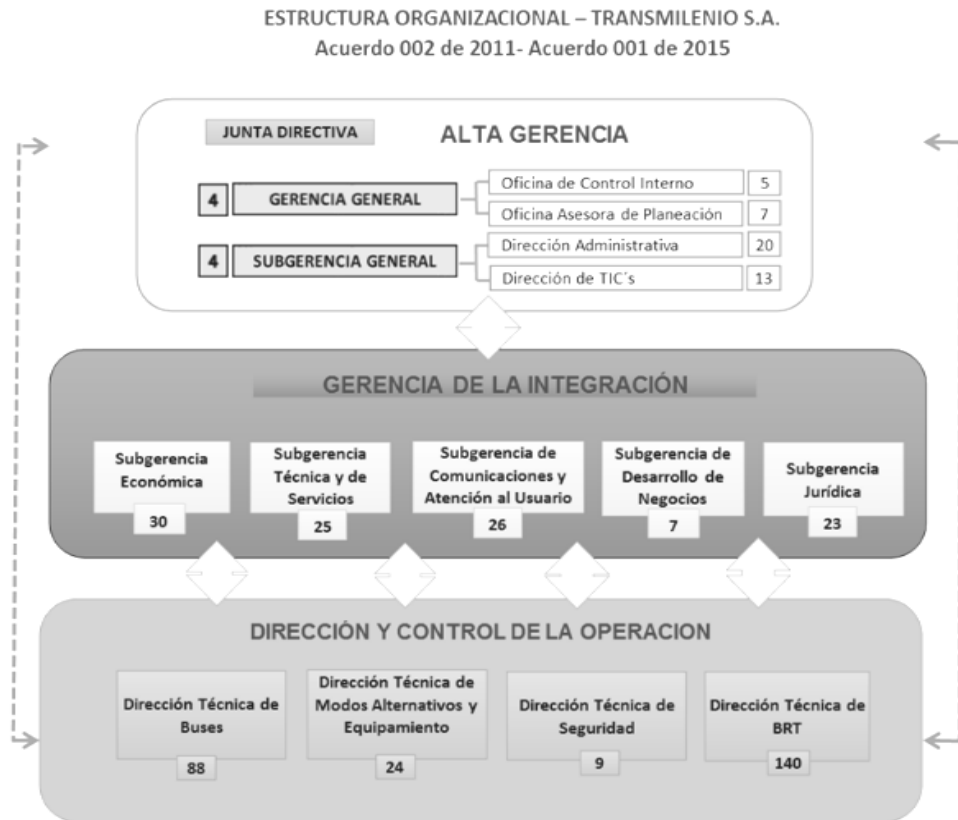 ESTRUCTURA ORGANIZACIONAL – TRANSMILENIO S.A.
Acuerdo 002 de 2011- Acuerdo 001 de 2015
JUNTA DIRECTIVA
ALTA GERENCIA
4
GERENCIA GENERAL
Oficina de Control Interno
5
Oficina Asesora de Planeación
7
4
SUBGERENCIA GENERAL
Dirección Administrativa
20
Dirección de TIC´s
13
GERENCIA DE LA INTEGRACIÓN
Subgerencia
Económica
30
Subgerencia
Técnica y de
Servicios
25
Subgerencia de
Comunicaciones y
Atención al Usuario
26
Subgerencia de
Desarrollo de
Negocios
7
Subgerencia
Jurídica
23
DIRECCIÓN Y CONTROL DE LA OPERACION
Dirección Técnica de
Buses
88
Dirección Técnica de
Modos Alternativos y
Equipamiento
24
Dirección Técnica de
Seguridad
9
Dirección Técnica de
BRT
140